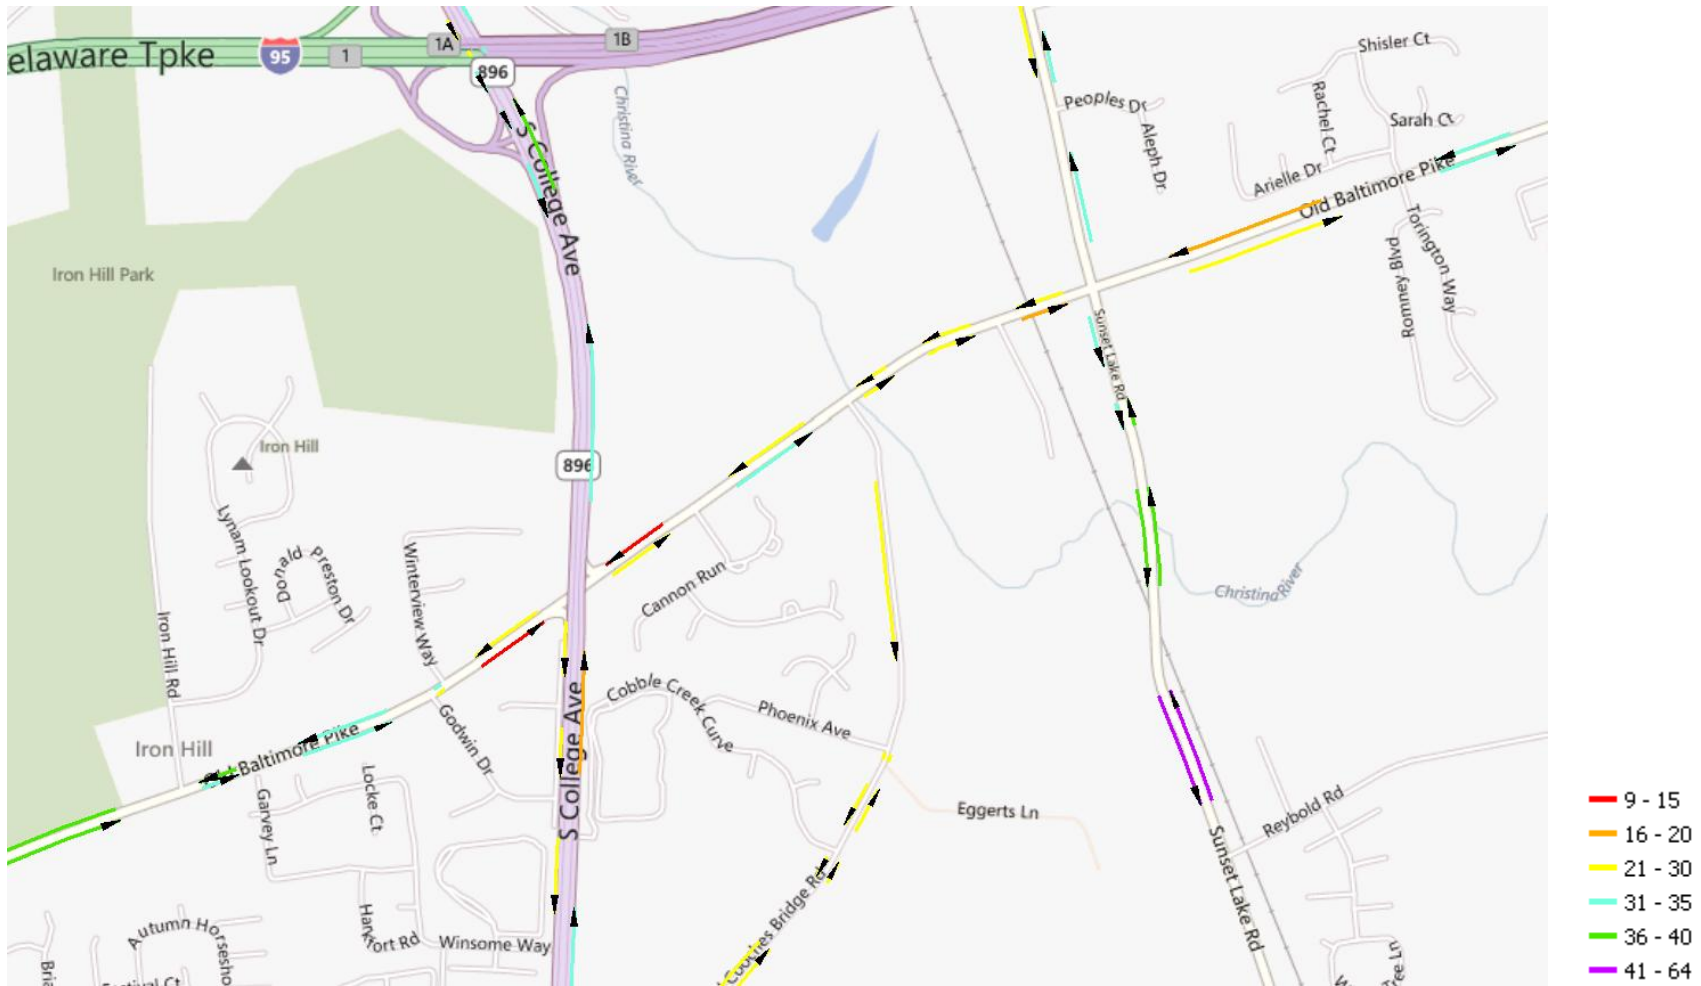 elaware Tpke
95
1
1A
1B
896
S College Ave
Christina River
Peoples Dr
Aleph Dr
Shisler Ct
Rachel Ct
Sarah Ct
Arielle Dr
Old Baltimore Pike
Torington Way
Romney Blvd
Iron Hill Park
Sunset Lake Rd
Iron Hill
896
Lynam Lookout Dr
Donald
Preston Dr
Winterview Way
Cannon Run
Christina River
Iron Hill Rd
Cobble Creek Curve
Phoenix Ave
S College Ave
Godwin Dr
Iron Hill
Old Baltimore Pike
Locke Ct
Garvey Ln
Eggerts Ln
Reybold Rd
Sunset Lake Rd
Cooches Bridge Rd
Autumn Horsesho
Winsome Way
9 - 15
16 - 20
21 - 30
31 - 35
36 - 40
41 - 64